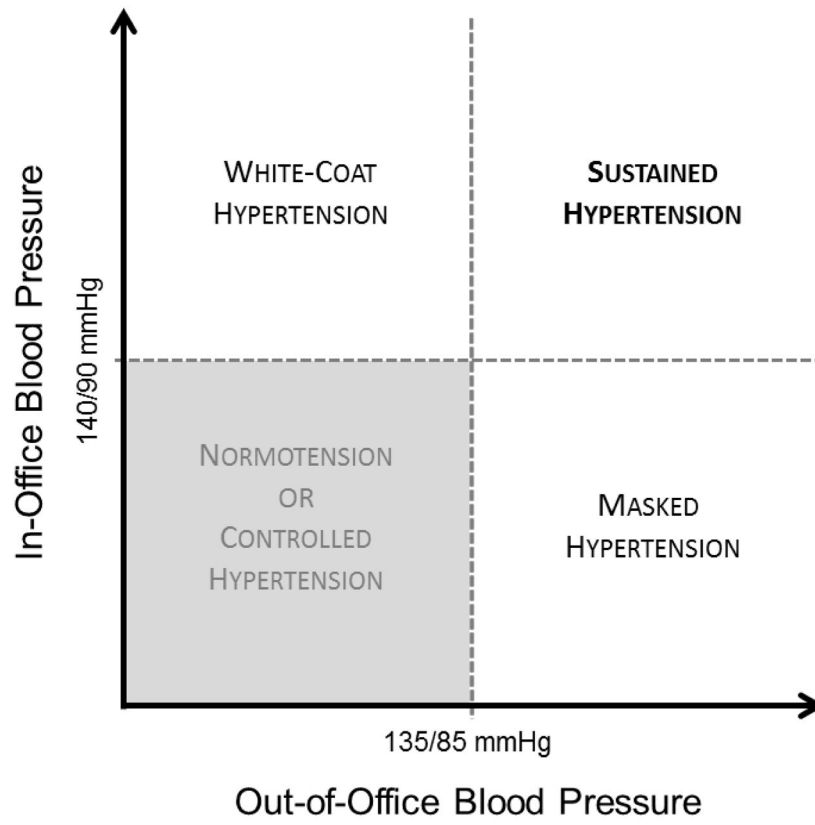 WHITE-COAT
HYPERTENSION
SUSTAINED
HYPERTENSION
In-Office Blood Pressure
140/90 mmHg
NORMOTENSION
OR
CONTROLLED
HYPERTENSION
MASKED
HYPERTENSION
135/85 mmHg
Out-of-Office Blood Pressure